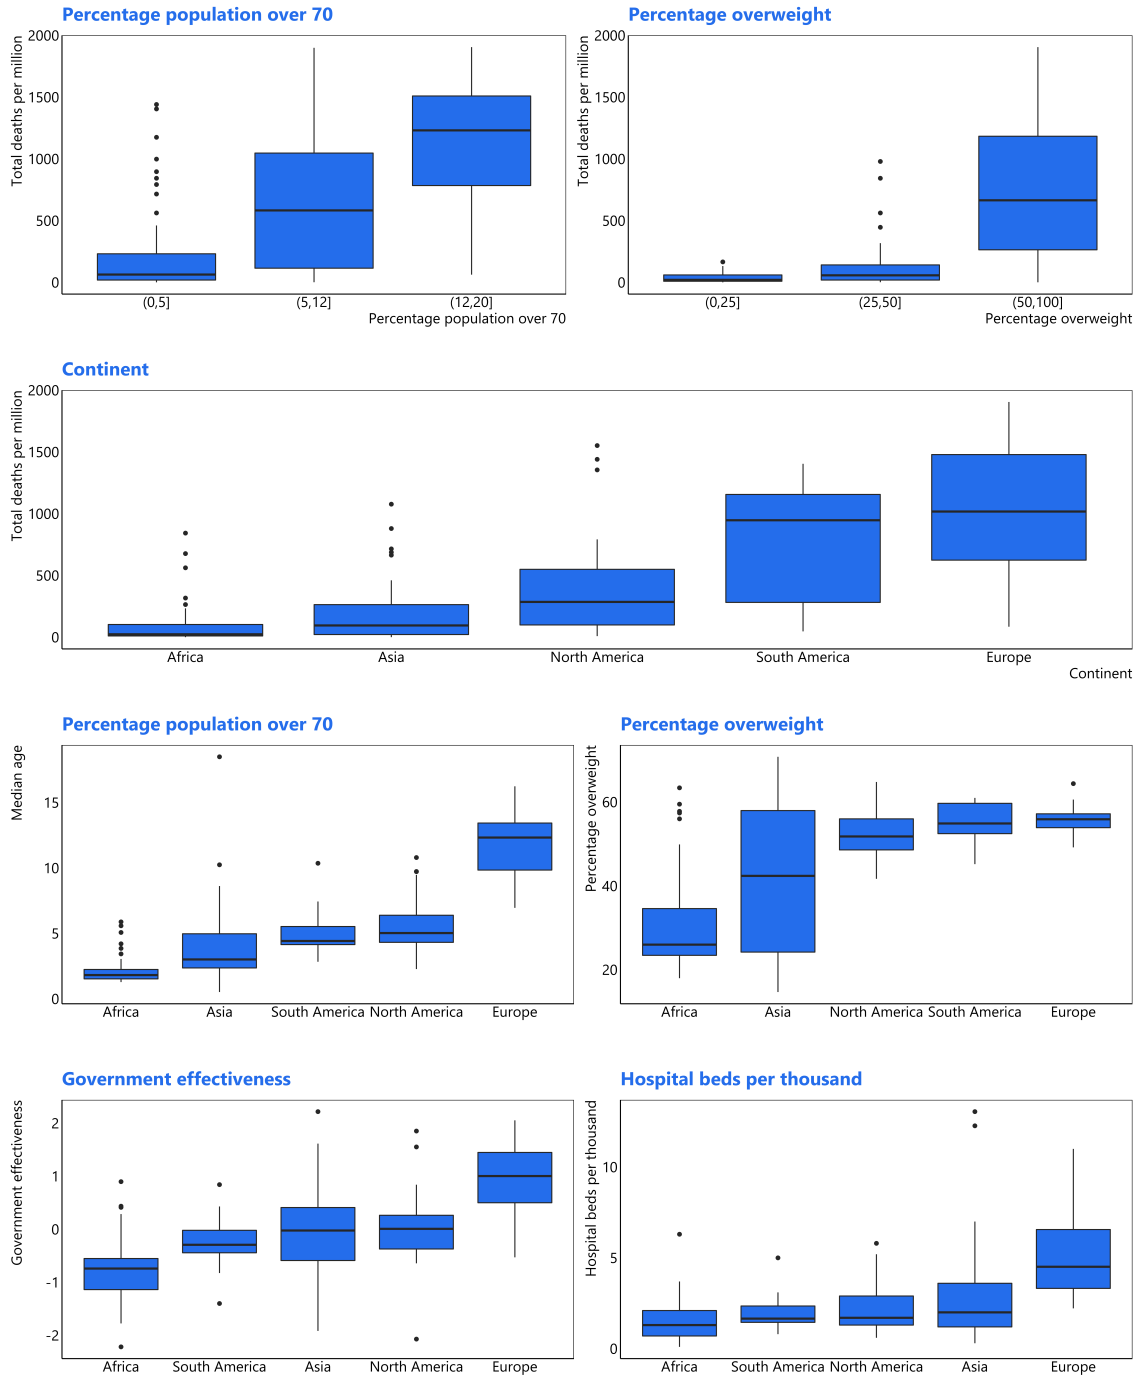 Percentage population over 70
Total deaths per million
2000
1500
1000
500
0
(0,5] (5,12] (12,20]
Percentage population over 70
Percentage overweight
Total deaths per million
2000
1500
1000
500
0
(0,25] (25,50] (50,100]
Percentage overweight
Continent
Total deaths per million
2000
1500
1000
500
0
Africa Asia North America South America Europe
Continent
Percentage population over 70
Median age
15
10
5
0
Africa Asia South America North America Europe
Percentage overweight
Percentage overweight
60
40
20
Africa Asia North America South America Europe
Government effectiveness
Government effectiveness
2
1
0
-1
-2
Africa South America Asia North America Europe
Hospital beds per thousand
Hospital beds per thousand
10
5
0
Africa South America North America Asia Europe